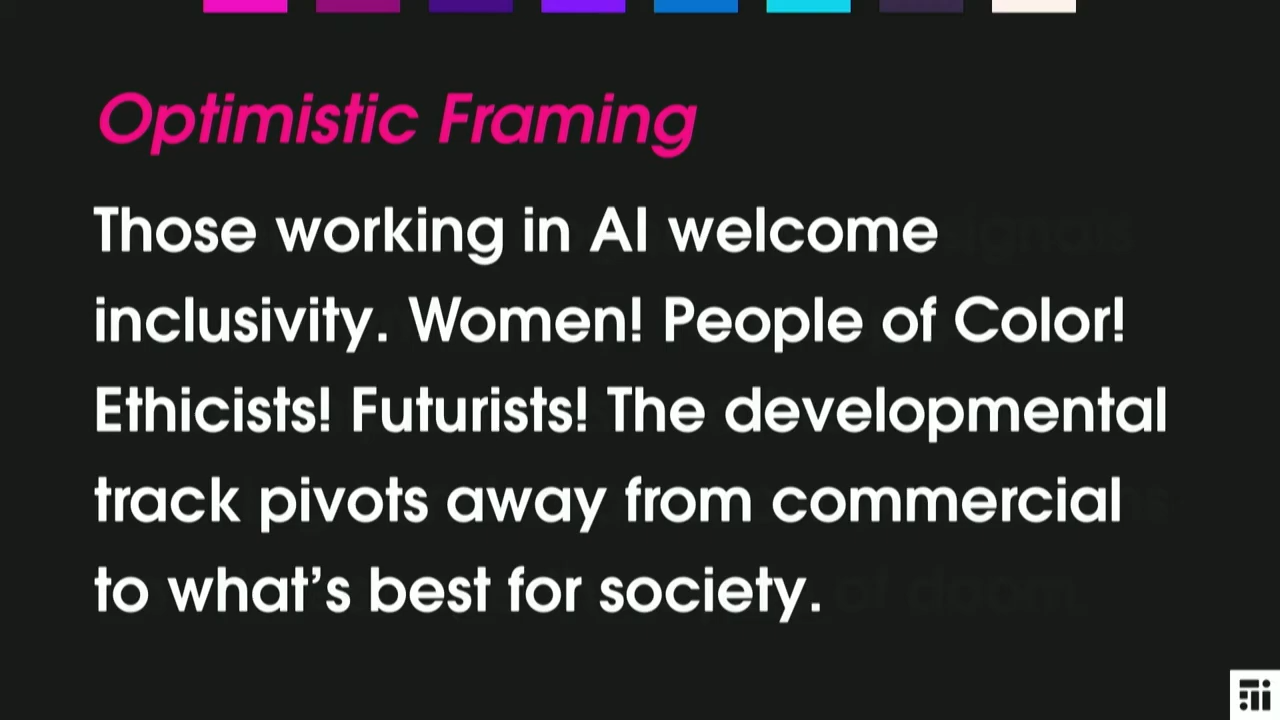 Optimistic Framing
Those working in AI welcome
inclusivity. Women! People of Color!
Ethicists! Futurists! The developmental
track pivots away from commercial
to what's best for society.